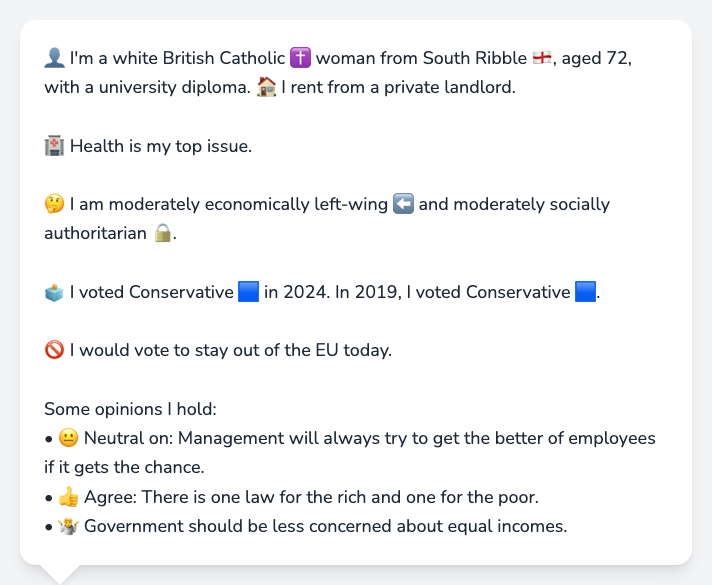 👤 I'm a white British Catholic ✝️ woman from South Ribble 🏴󠁧󠁢󠁥󠁮󠁧󠁿, aged 72,
with a university diploma. 🏠 I rent from a private landlord.
🏥 Health is my top issue.
🤔 I am moderately economically left-wing ⬅️ and moderately socially
authoritarian 🔒.
🗳️ I voted Conservative 🟦 in 2024. In 2019, I voted Conservative 🟦.
🚫 I would vote to stay out of the EU today.
Some opinions I hold:
• 😐 Neutral on: Management will always try to get the better of employees
if it gets the chance.
• 👍 Agree: There is one law for the rich and one for the poor.
• 🤷 Government should be less concerned about equal incomes.